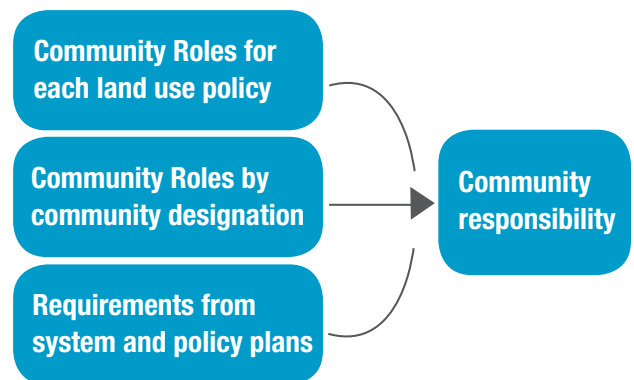 Community Roles for
each land use policy
Community Roles by
community designation
Requirements from
system and policy plans
Community
responsibility